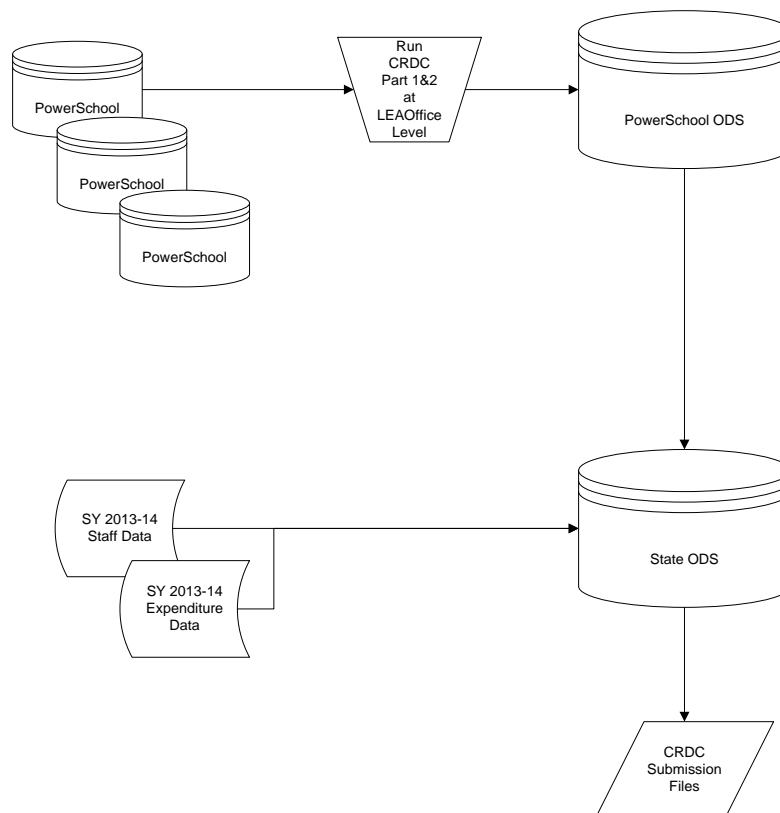 PowerSchool
PowerSchool
PowerSchool
Run
CRDC
Part 1&2
at
LEAOffice
Level
PowerSchool ODS
SY 2013-14
Staff Data
SY 2013-14
Expenditure
Data
State ODS
CRDC
Submission
Files